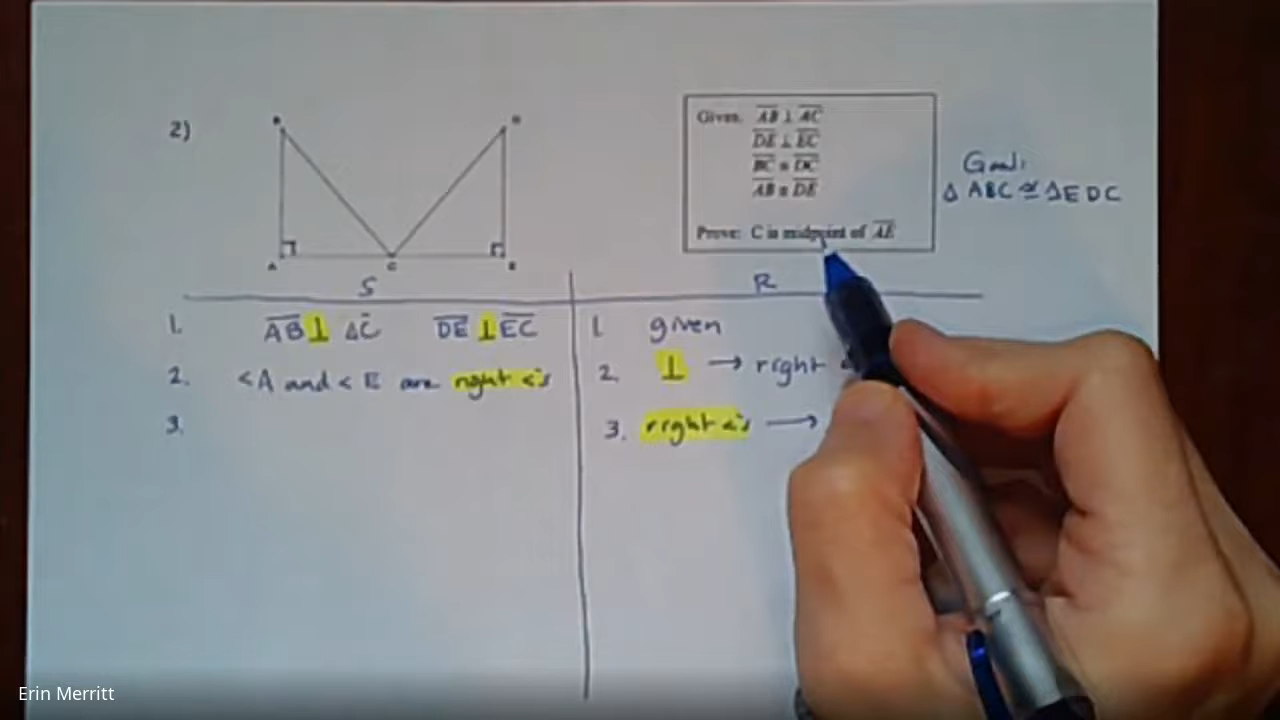 2)
B
D
A
C
E
Given: AB ⊥ AC
DE ⊥ EC
BC ≅ DC
AB ≅ DE
Prove: C is midpoint of AE
Goal:
△ ABC ≅ △EDC
S
R
1. AB ⊥ AC DE ⊥ EC
1. given
2. <A and <E are right <'s
2. ⊥ → right
3.
3. right <'s →
Erin Merritt